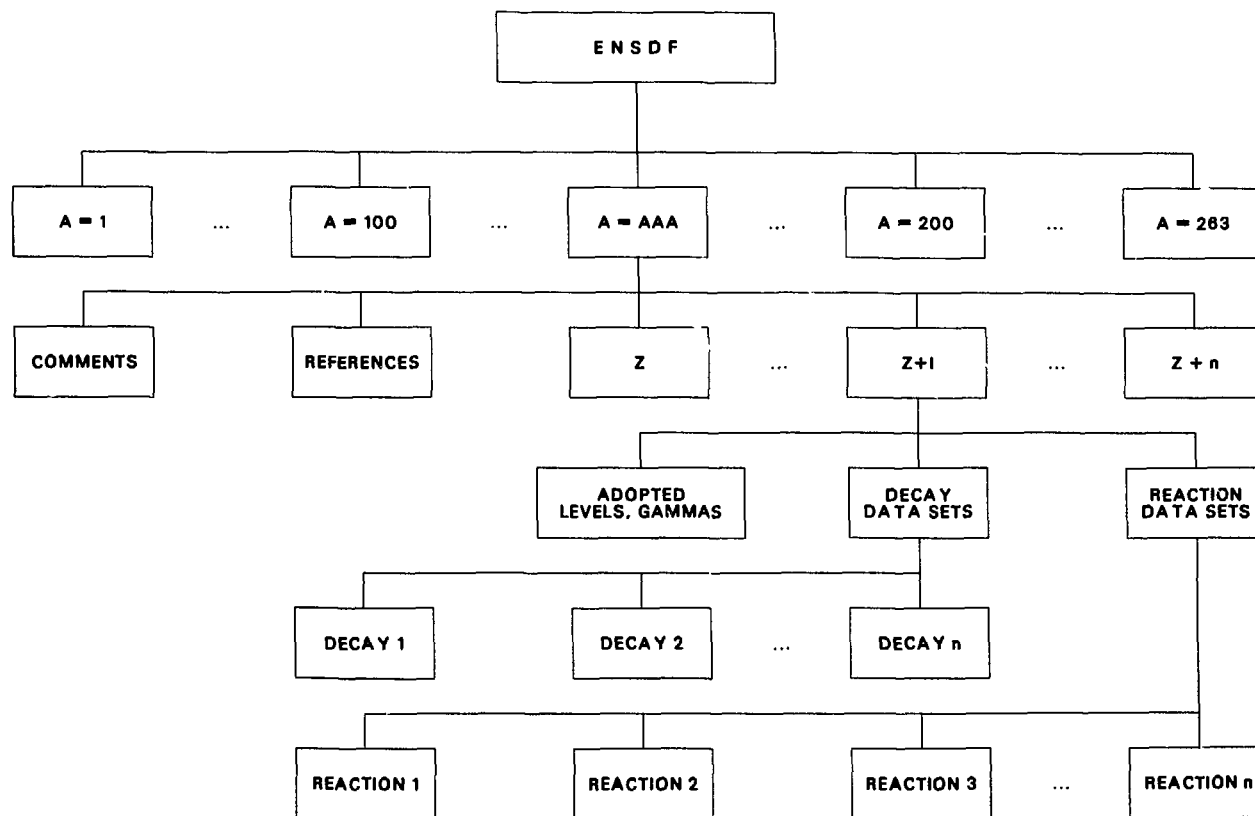 ENSDF
A = 1 ... A = 100 ... A = AAA ... A = 200 ... A = 263
COMMENTS REFERENCES Z ... Z+I ... Z + n
ADOPTED
LEVELS, GAMMAS
DECAY
DATA SETS
REACTION
DATA SETS
DECAY 1 DECAY 2 ... DECAY n
REACTION 1 REACTION 2 REACTION 3 ... REACTION n